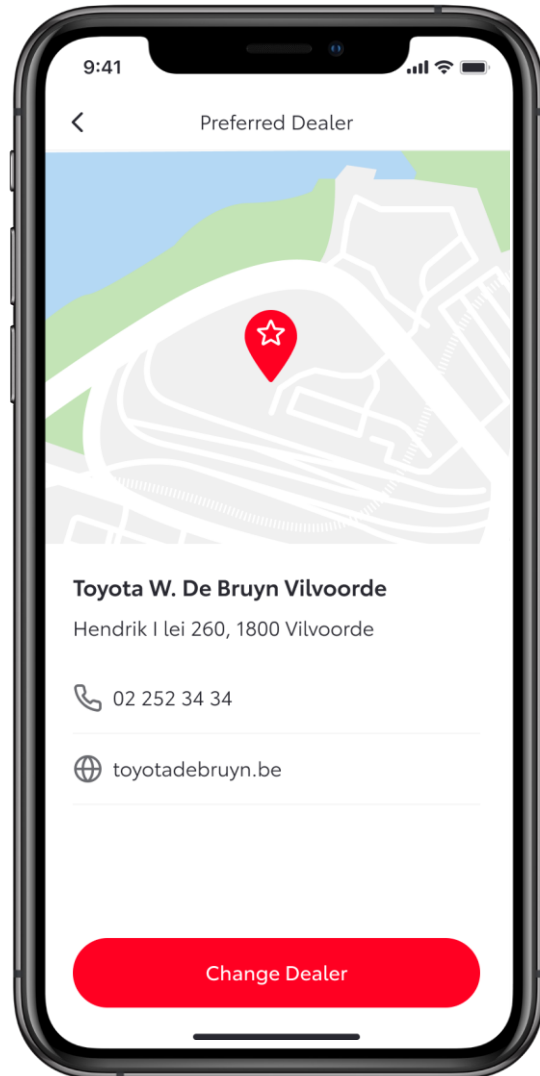 9:41
Preferred Dealer
Toyota W. De Bruyn Vilvoorde
Hendrik I lei 260, 1800 Vilvoorde
02 252 34 34
toyotadebruyn.be
Change Dealer